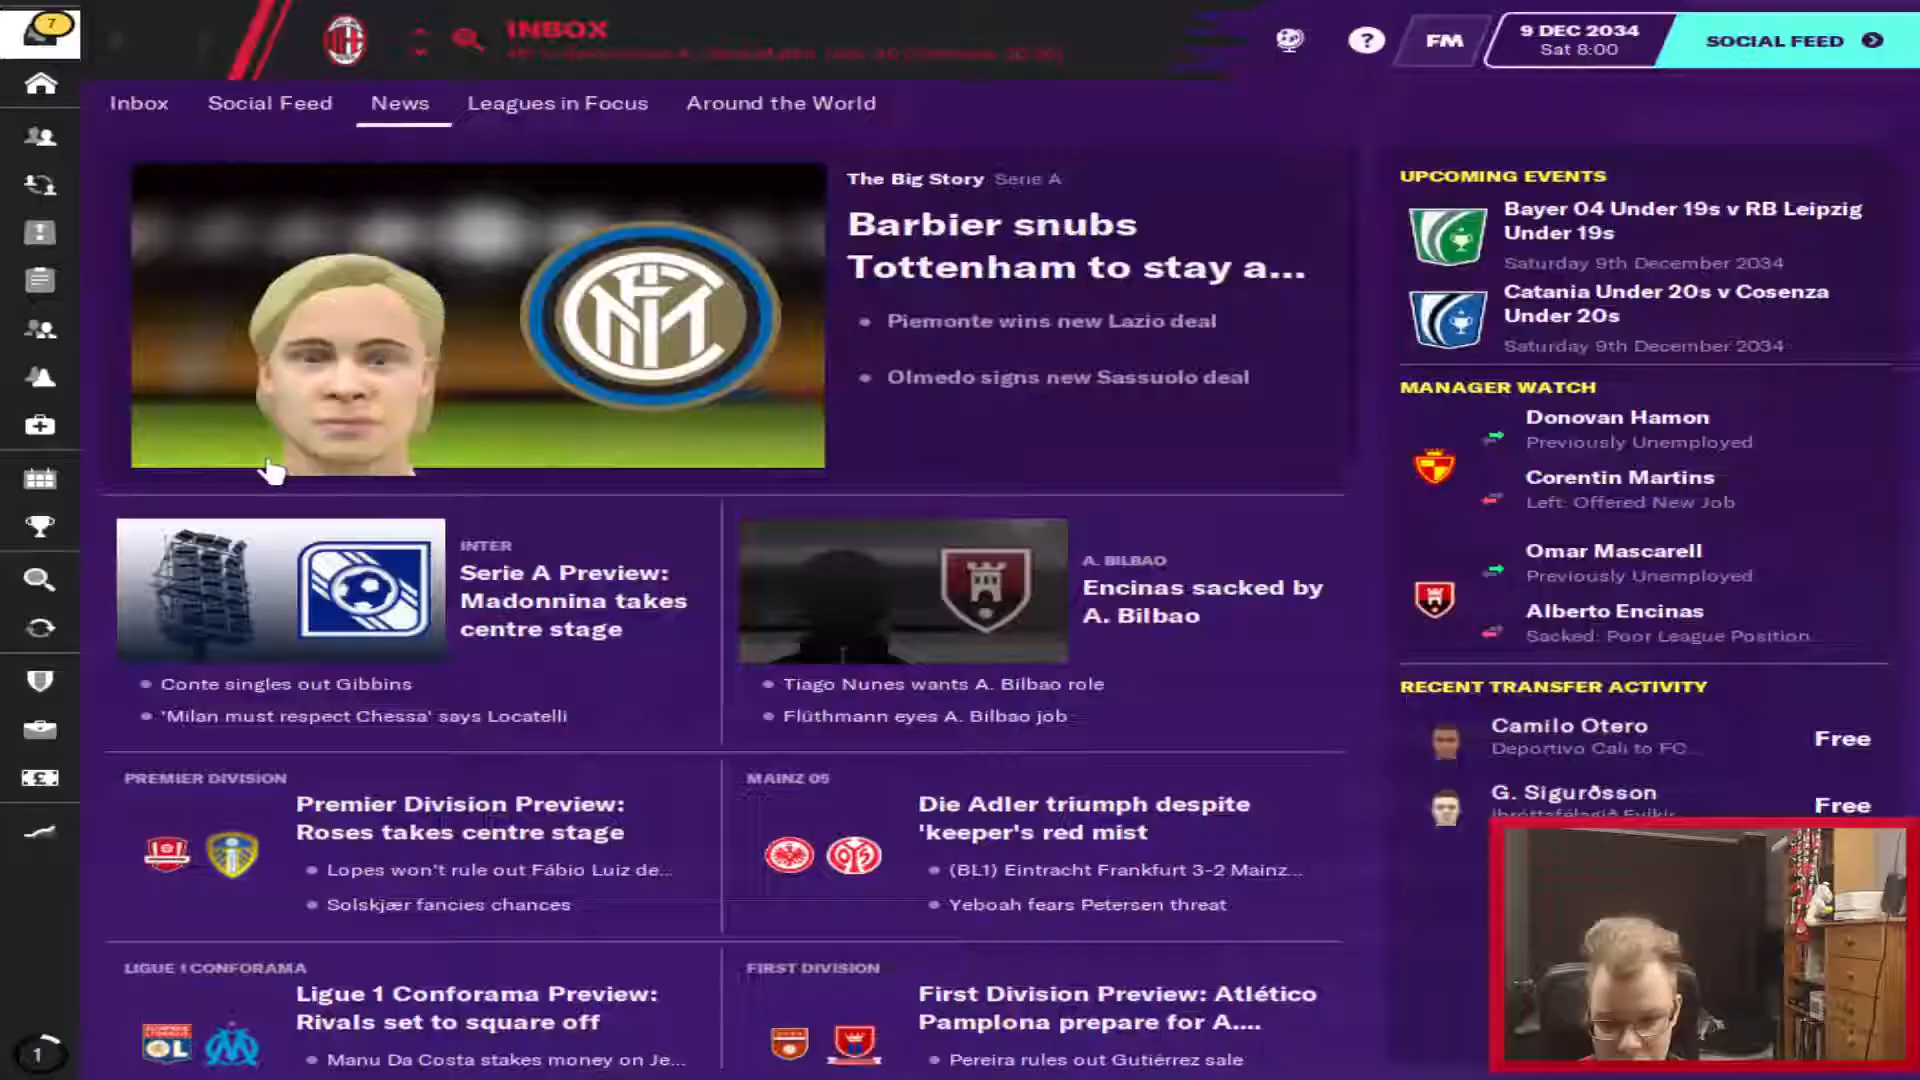 7
INBOX
FM
9 DEC 2034
Sat 8:00
SOCIAL FEED
Inbox
Social Feed
News
Leagues in Focus
Around the World
The Big Story Serie A
Barbier snubs
Tottenham to stay a...
Piemonte wins new Lazio deal
Olmedo signs new Sassuolo deal
UPCOMING EVENTS
Bayer 04 Under 19s v RB Leipzig
Under 19s
Saturday 9th December 2034
Catania Under 20s v Cosenza
Under 20s
Saturday 9th December 2034
MANAGER WATCH
Donovan Hamon
Previously Unemployed
Corentin Martins
Left: Offered New Job
Omar Mascarell
Previously Unemployed
Alberto Encinas
Sacked: Poor League Position
RECENT TRANSFER ACTIVITY
Camilo Otero
Deportivo Cali to FC...
Free
G. Sigurðsson
Free
INTER
Serie A Preview:
Madonnina takes
centre stage
Conte singles out Gibbins
'Milan must respect Chessa' says Locatelli
A. BILBAO
Encinas sacked by
A. Bilbao
Tiago Nunes wants A. Bilbao role
Flüthmann eyes A. Bilbao job
PREMIER DIVISION
Premier Division Preview:
Roses takes centre stage
Lopes won't rule out Fábio Luiz de...
Solskjær fancies chances
MAINZ 05
Die Adler triumph despite
'keeper's red mist
(BL1) Eintracht Frankfurt 3-2 Mainz...
Yeboah fears Petersen threat
LIGUE 1 CONFORAMA
Ligue 1 Conforama Preview:
Rivals set to square off
Manu Da Costa stakes money on Je...
FIRST DIVISION
First Division Preview: Atlético
Pamplona prepare for A....
Pereira rules out Gutiérrez sale
OL
1